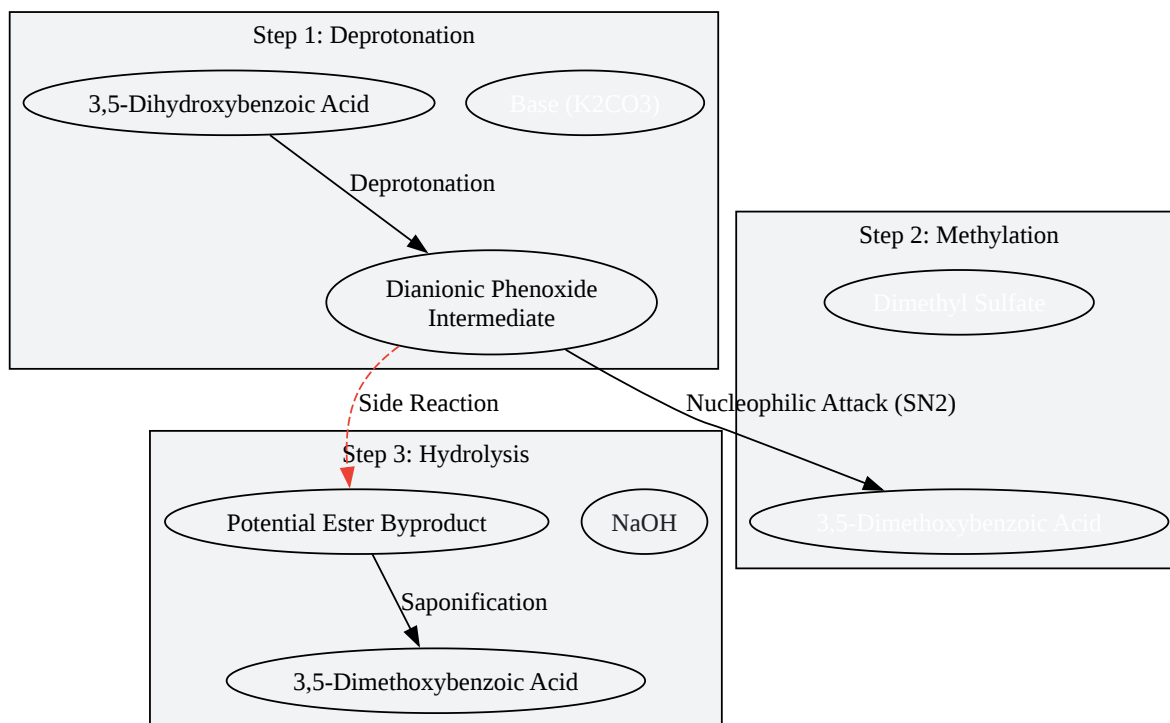 Step 1: Deprotonation
3,5-Dihydroxybenzoic Acid
Base (K2CO3)
Deprotonation
Dianionic Phenoxide
Intermediate
Step 2: Methylation
Dimethyl Sulfate
Side Reaction
Nucleophilic Attack (SN2)
Step 3: Hydrolysis
Potential Ester Byproduct
NaOH
3,5-Dimethoxybenzoic Acid
Saponification
3,5-Dimethoxybenzoic Acid